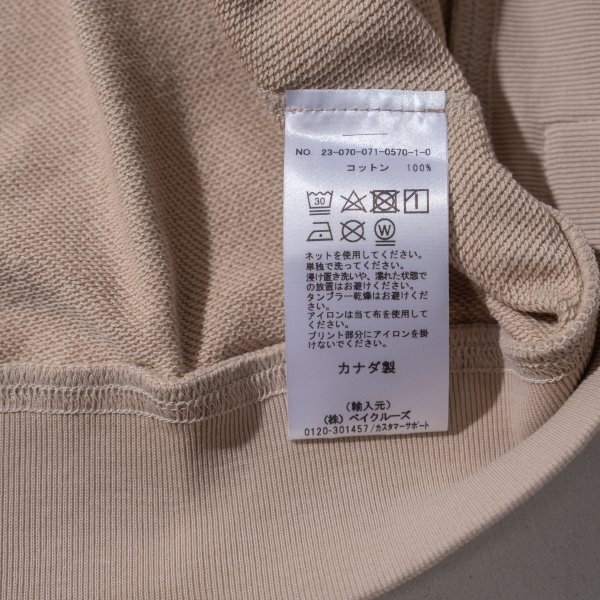 NO. 23-070-071-0570-1-0
コットン 100%
30
1
W
ネットを使用してください。
単独で洗ってください。
浸け置き洗いや、濡れた状態で
の放置はお避けください。
タンブラー乾燥はお避けください。
アイロンは当て布を使用して
ください。
プリント部分にアイロンを掛
けないでください。
カナダ製
(輸入元)
(株) ベイクルーズ
0120-301457/カスタマーサポート